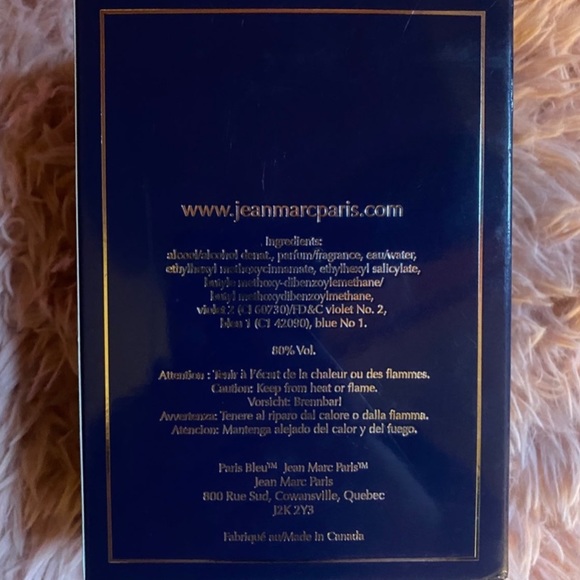 www.jeanmarcparis.com
Ingredients:
alcool/alcohol denat., parfum/fragrance, eau/water,
ethylhexyl methoxycinnamate, ethylhexyl salicylate,
butyle methoxy-dibenzoylemethane/
butyl methoxydibenzoylmethane,
violet 2 (CI 60730)/FD&C violet No. 2,
bleu 1 (CI 42090), blue No 1.
80% Vol.
Attention : Tenir à l'écart de la chaleur ou des flammes.
Caution: Keep from heat or flame.
Vorsicht: Brennbar!
Avvertenza: Tenere al riparo dal calore o dalla fiamma.
Atencion: Mantenga alejado del calor y del fuego.
Paris Bleu™ Jean Marc Paris™
Jean Marc Paris
800 Rue Sud, Cowansville, Quebec
J2K 2Y3
Fabriqué au/Made In Canada